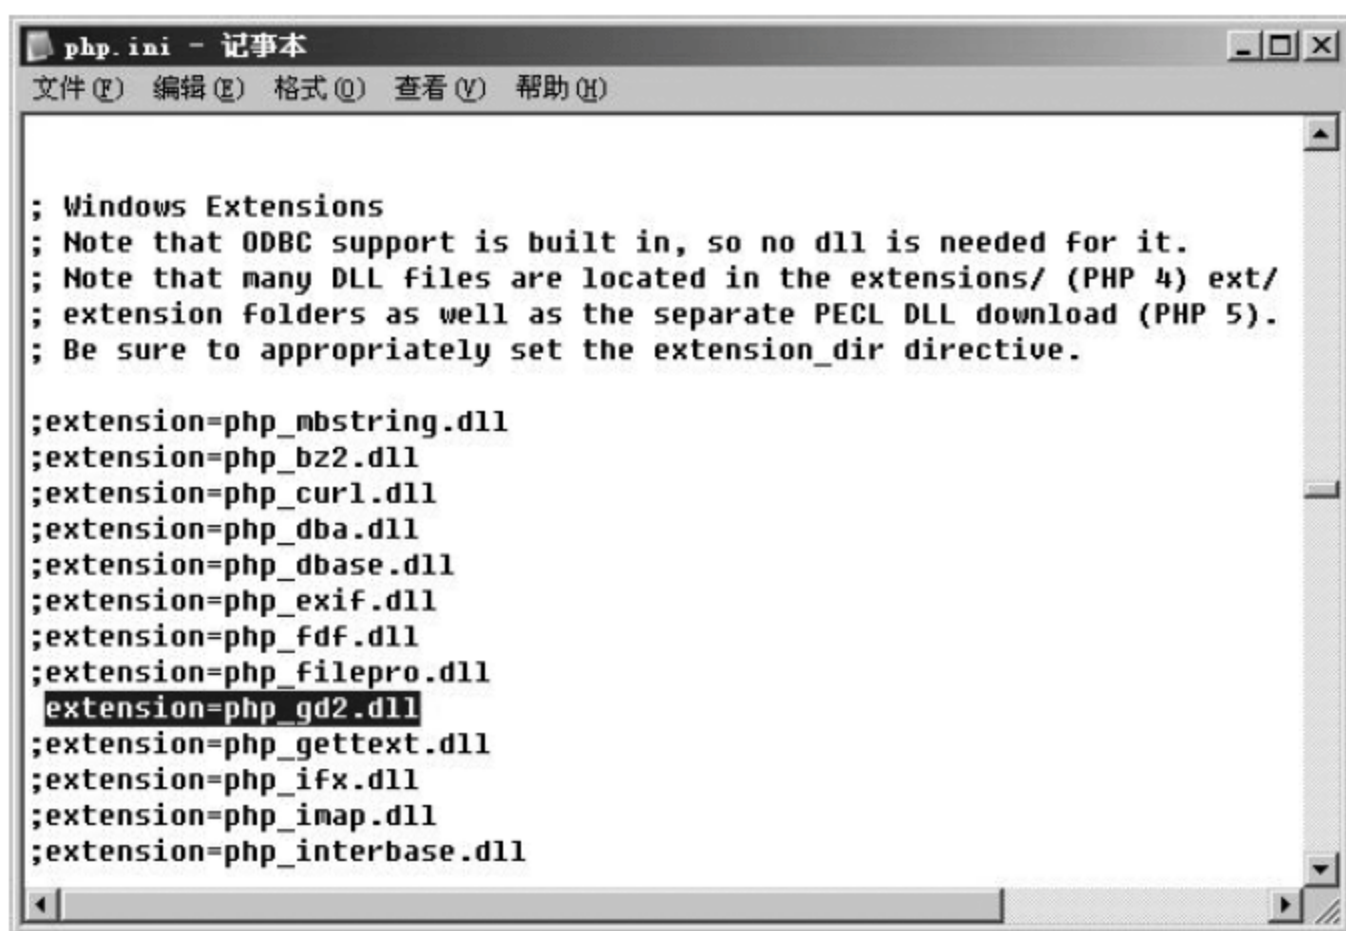 php.ini - 记事本
文件(F) 编辑(E) 格式(O) 查看(V) 帮助(H)
; Windows Extensions
; Note that ODBC support is built in, so no dll is needed for it.
; Note that many DLL files are located in the extensions/ (PHP 4) ext/
; extension folders as well as the separate PECL DLL download (PHP 5).
; Be sure to appropriately set the extension_dir directive.
;extension=php_mbstring.dll
;extension=php_bz2.dll
;extension=php_curl.dll
;extension=php_dba.dll
;extension=php_dbase.dll
;extension=php_exif.dll
;extension=php_fdf.dll
;extension=php_filepro.dll
extension=php_gd2.dll
;extension=php_gettext.dll
;extension=php_ifx.dll
;extension=php_imap.dll
;extension=php_interbase.dll